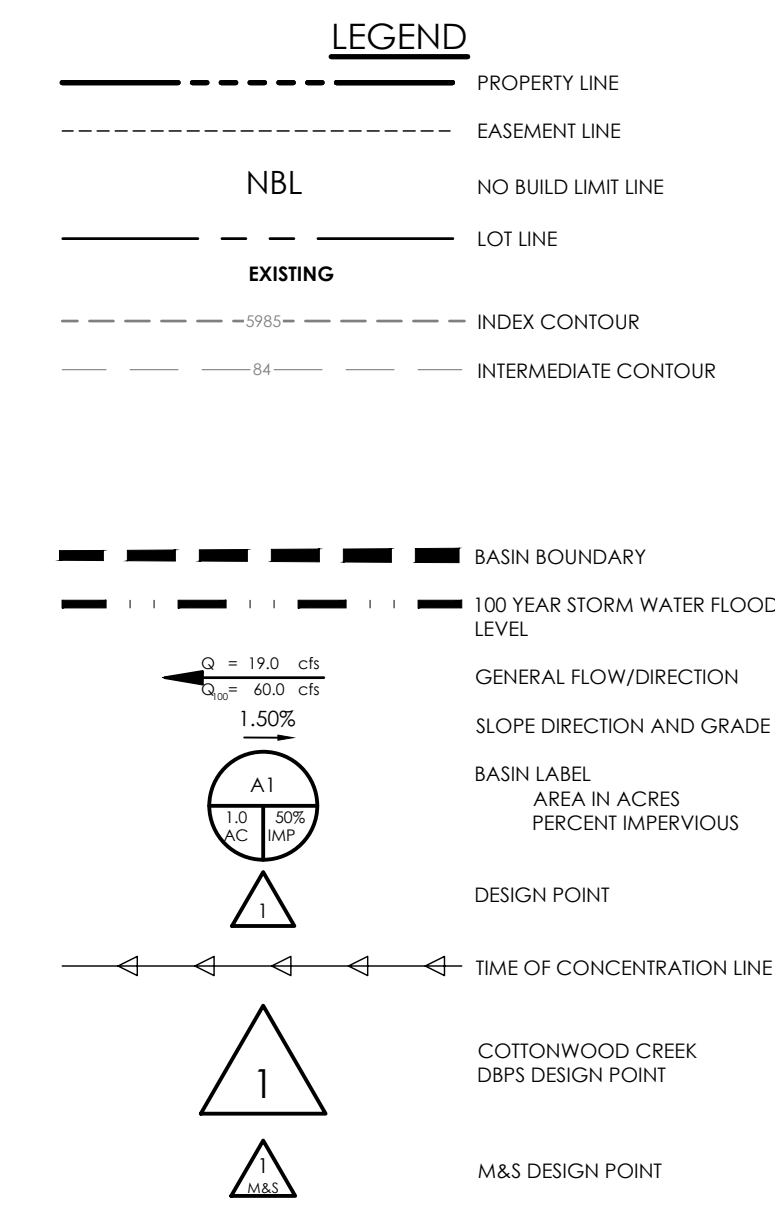 LEGEND
PROPERTY LINE
EASEMENT LINE
NBL
NO BUILD LIMIT LINE
LOT LINE
EXISTING
5985
INDEX CONTOUR
84
INTERMEDIATE CONTOUR
BASIN BOUNDARY
100 YEAR STORM WATER FLOOD
LEVEL
Q = 19.0 cfs
Q100= 60.0 cfs
GENERAL FLOW/DIRECTION
1.50%
SLOPE DIRECTION AND GRADE
A1
1.0 50%
AC IMP
BASIN LABEL
AREA IN ACRES
PERCENT IMPERVIOUS
1
DESIGN POINT
TIME OF CONCENTRATION LINE
1
COTTONWOOD CREEK
DBPS DESIGN POINT
1
M&S
M&S DESIGN POINT